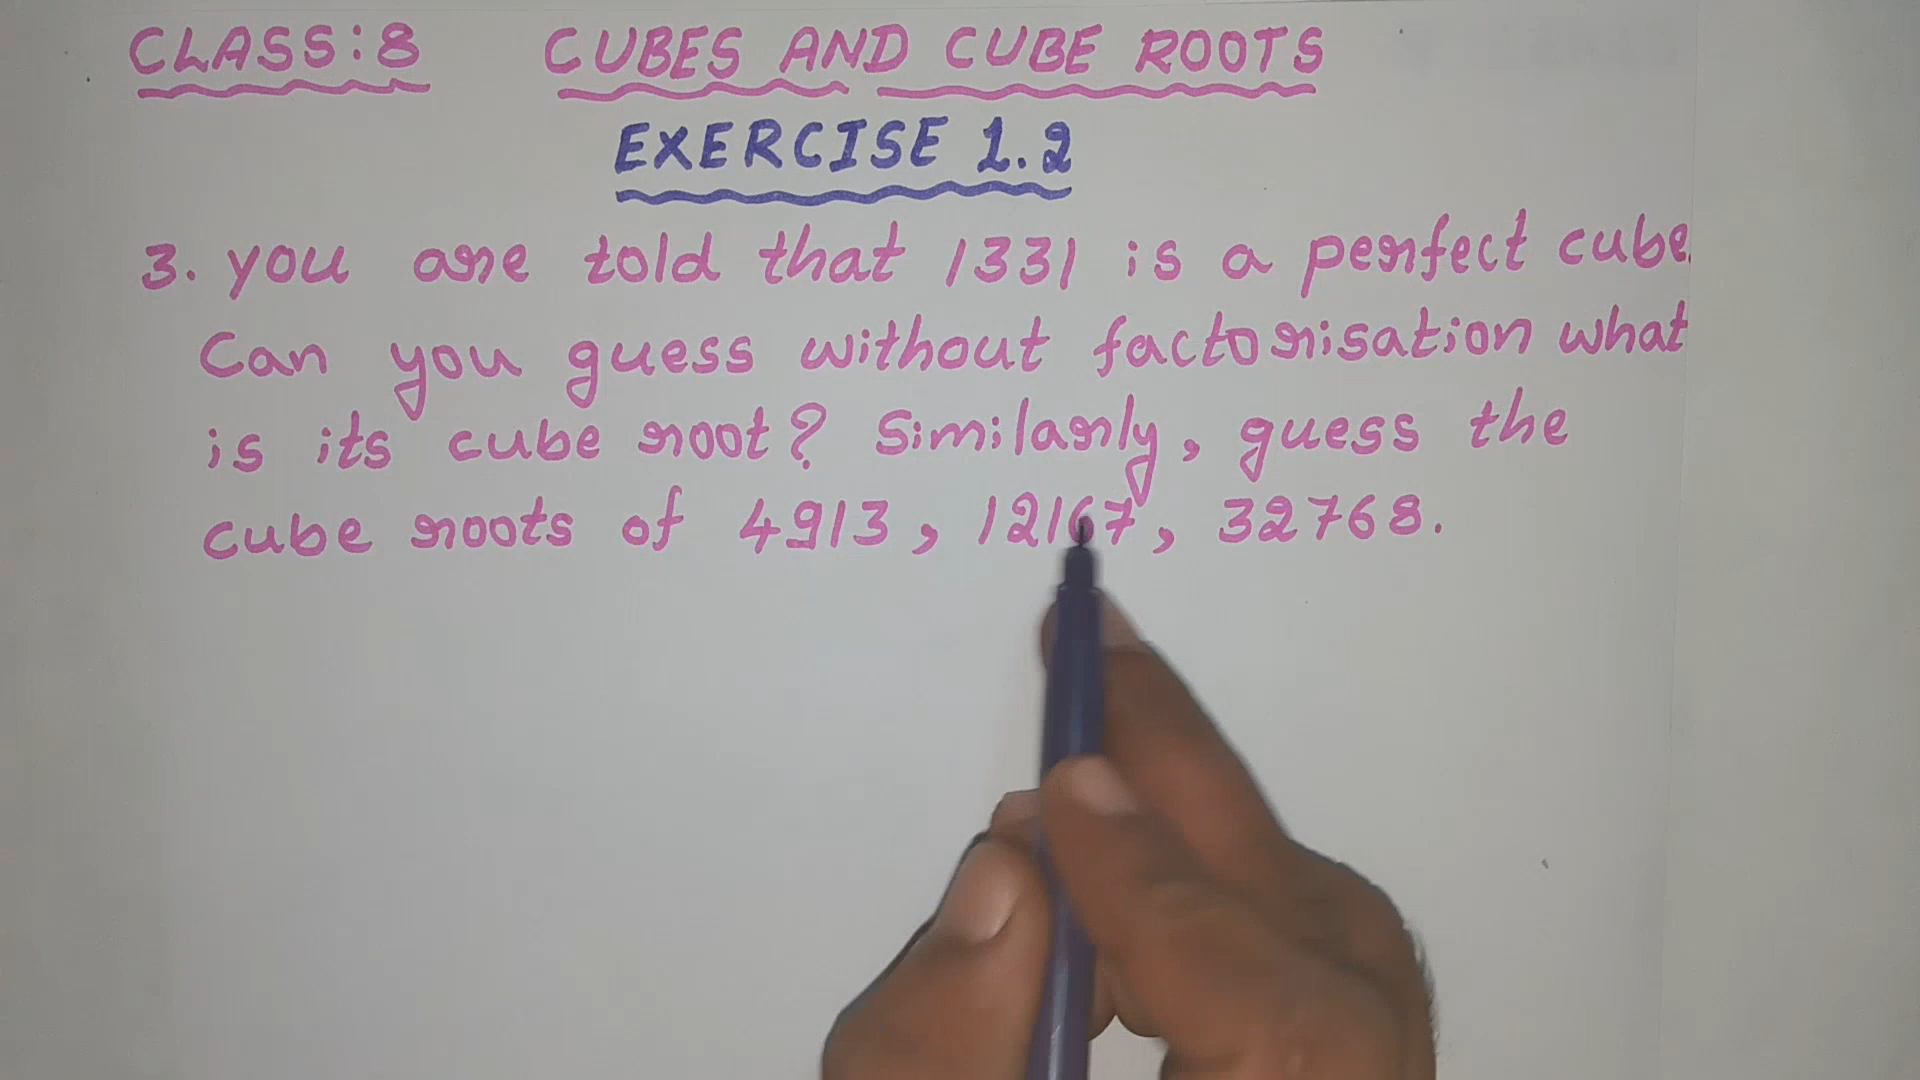 CLASS:8 CUBES AND CUBE ROOTS
EXERCISE 1.2
3. you are told that 1331 is a perfect cube.
Can you guess without factorisation what
is its cube root? Similarly, guess the
cube roots of 4913, 12167, 32768.